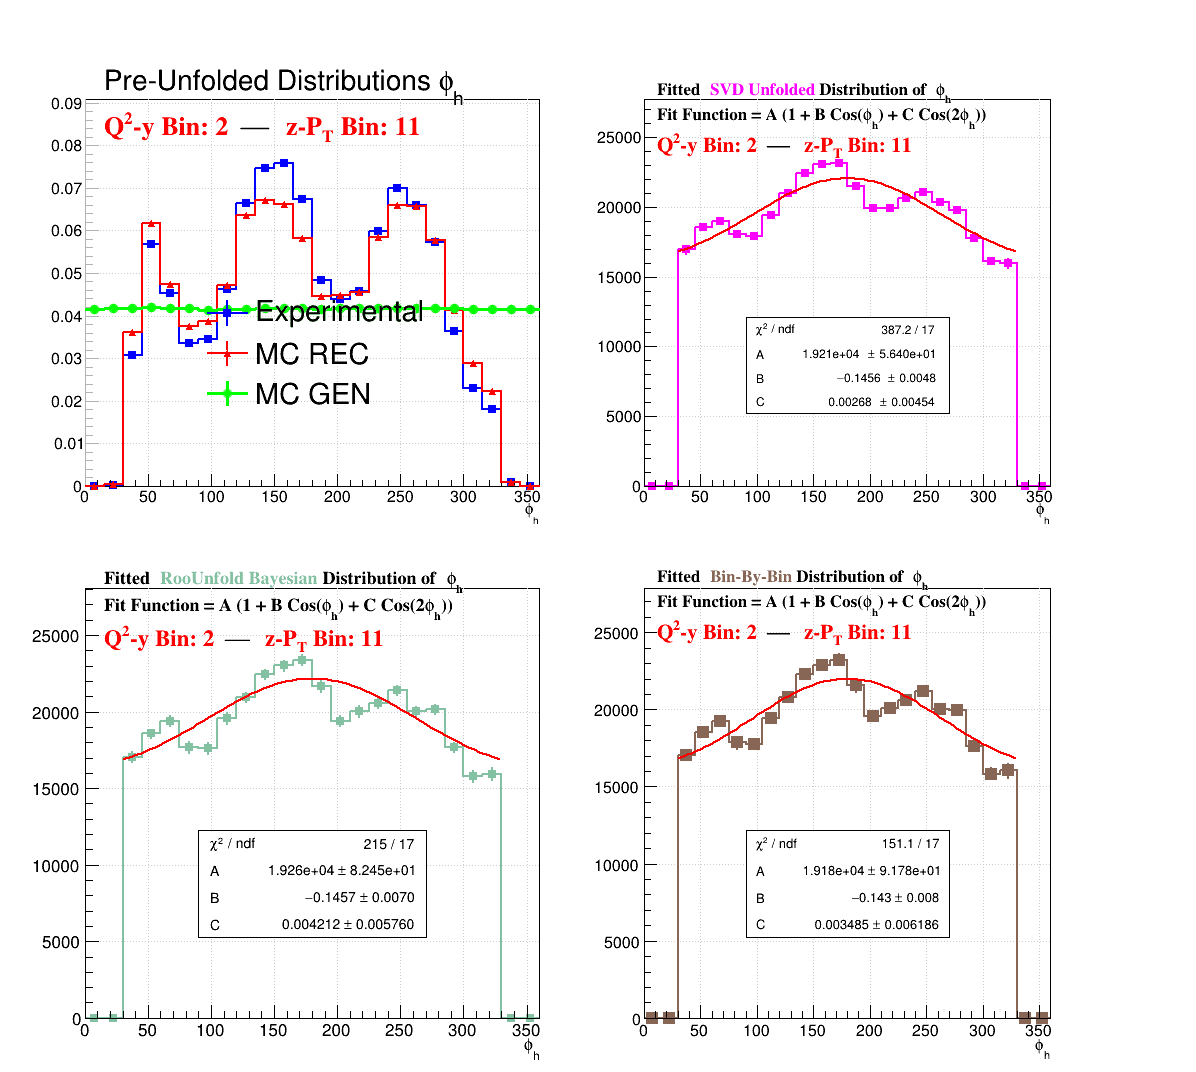 Pre-Unfolded Distributions ϕh
Q2-y Bin: 2 — z-PT Bin: 11
0.09
0.08
0.07
0.06
0.05
0.04
0.03
0.02
0.01
0
Experimental
MC REC
MC GEN
0 50 100 150 200 250 300 350
ϕh
Fitted SVD Unfolded Distribution of ϕh
Fit Function = A (1 + B Cos(ϕh) + C Cos(2ϕh))
Q2-y Bin: 2 — z-PT Bin: 11
25000
20000
15000
10000
5000
0
χ2 / ndf 387.2 / 17
A 1.921e+04 ± 5.640e+01
B −0.1456 ± 0.0048
C 0.00268 ± 0.00454
0 50 100 150 200 250 300 350
ϕh
Fitted RooUnfold Bayesian Distribution of ϕh
Fit Function = A (1 + B Cos(ϕh) + C Cos(2ϕh))
Q2-y Bin: 2 — z-PT Bin: 11
25000
20000
15000
10000
5000
0
χ2 / ndf 215 / 17
A 1.926e+04 ± 8.245e+01
B −0.1457 ± 0.0070
C 0.004212 ± 0.005760
0 50 100 150 200 250 300 350
ϕh
Fitted Bin-By-Bin Distribution of ϕh
Fit Function = A (1 + B Cos(ϕh) + C Cos(2ϕh))
Q2-y Bin: 2 — z-PT Bin: 11
25000
20000
15000
10000
5000
0
χ2 / ndf 151.1 / 17
A 1.918e+04 ± 9.178e+01
B −0.143 ± 0.008
C 0.003485 ± 0.006186
0 50 100 150 200 250 300 350
ϕh